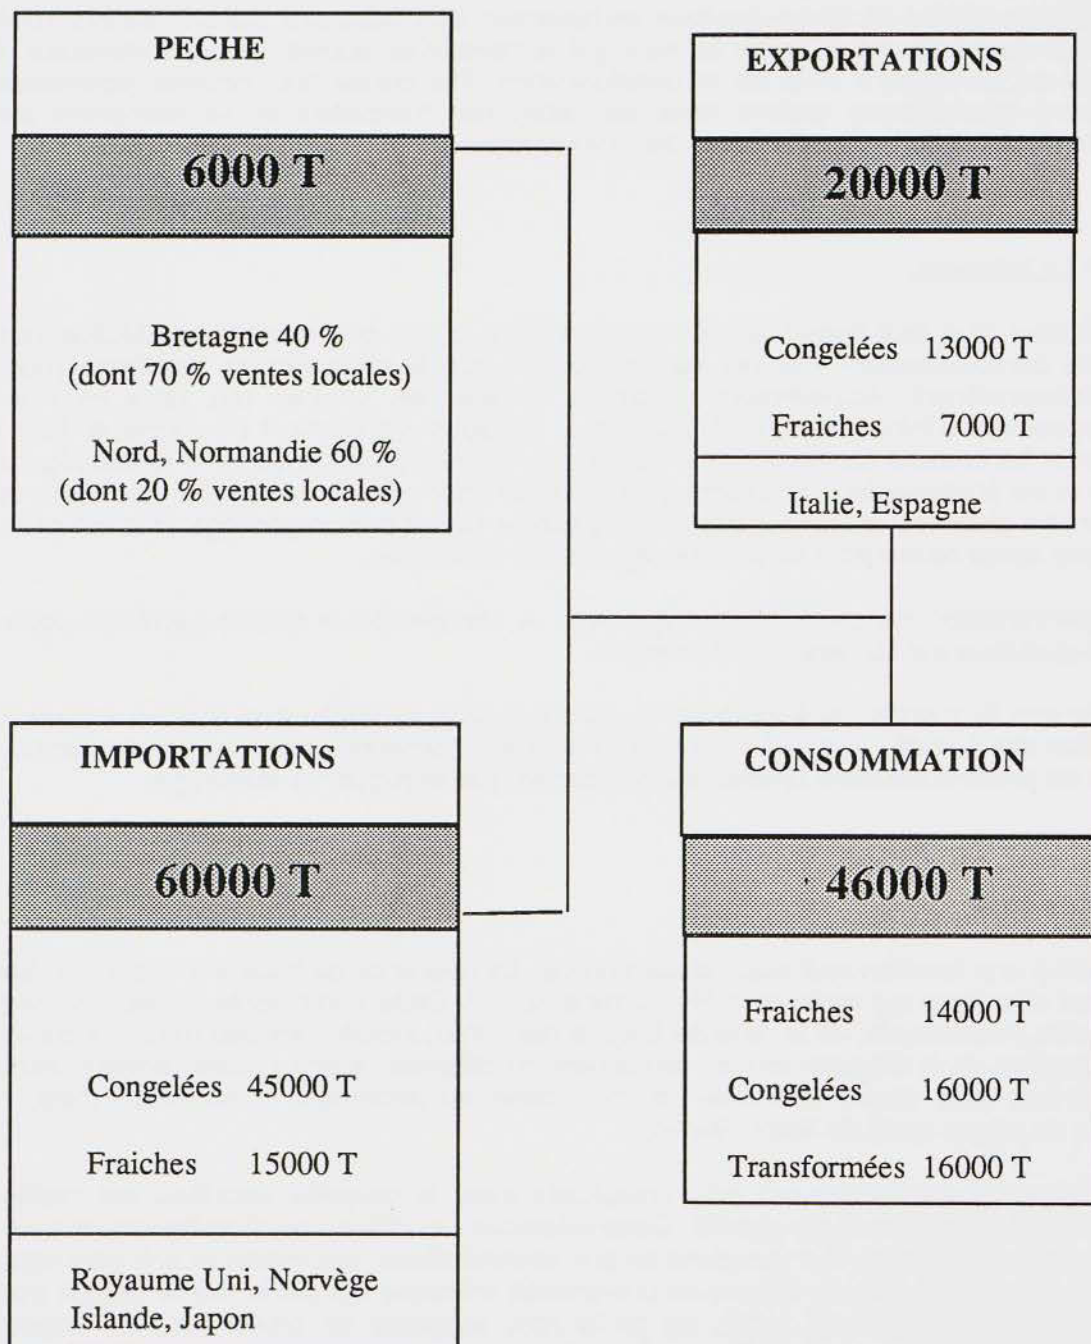 PECHE
6000 T
Bretagne 40 %
(dont 70 % ventes locales)
Nord, Normandie 60 %
(dont 20 % ventes locales)
EXPORTATIONS
20000 T
Congelées 13000 T
Fraiches 7000 T
Italie, Espagne
IMPORTATIONS
60000 T
Congelées 45000 T
Fraiches 15000 T
Royaume Uni, Norvège
Islande, Japon
CONSOMMATION
46000 T
Fraiches 14000 T
Congelées 16000 T
Transformées 16000 T